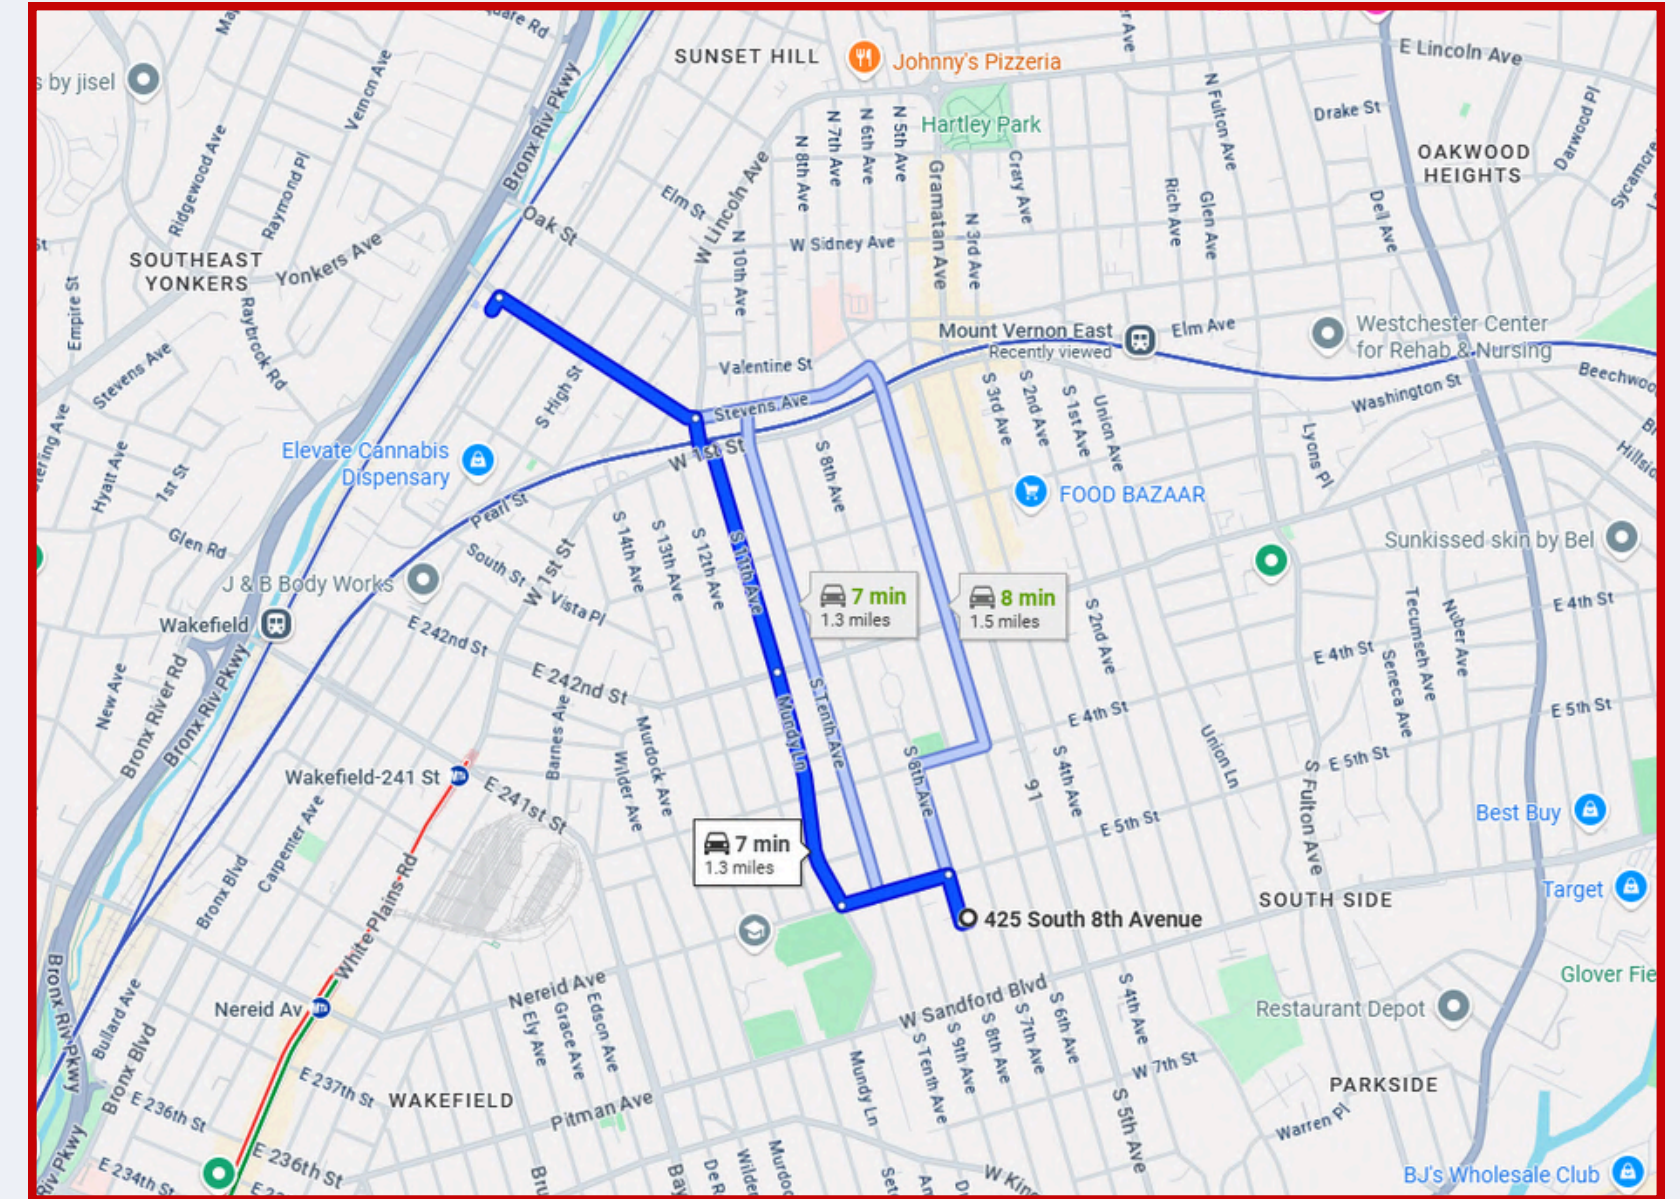 SUNSET HILL
Johnny's Pizzeria
E Lincoln Ave
s by jisel
Vernon Ave
Bronx Riv Pkwy
N Fulton Ave
Drake St
Darwood Pl
Hartley Park
N 5th Ave
N 6th Ave
N 7th Ave
N 8th Ave
OAKWOOD
HEIGHTS
Ridgewood Ave
Raymond Pl
Elm St
W Lincoln Ave
Gramatan Ave
Crary Ave
Rich Ave
Glen Ave
Dell Ave
Oak St
N 10th Ave
W Sidney Ave
N 3rd Ave
SOUTHEAST
YONKERS
Yonkers Ave
Empire St
Raybrock Rd
Mount Vernon East
Recently viewed
Elm Ave
Westchester Center
for Rehab & Nursing
Stevens Ave
Valentine St
Washington St
S High St
Stevens Ave
S 3rd Ave
S 2nd Ave
S 1st Ave
Union Ave
Elevate Cannabis
Dispensary
W 1st St
S 8th Ave
Lyons Pl
Hyatt Ave
1st St
FOOD BAZAAR
Pearl St
Glen Rd
South St
W 1st St
S 14th Ave
S 13th Ave
S 12th Ave
S 11th Ave
Sunkissed skin by Bel
J & B Body Works
Vista Pl
7 min
1.3 miles
8 min
1.5 miles
Wakefield
E 242nd St
E 242nd St
S 2nd Ave
Tecumseh Ave
Nuber Ave
E 4th St
E 4th St
Seneca Ave
New Ave
Bronx River Rd
Bronx Riv Pkwy
Barnes Ave
Murdock Ave
Wilder Ave
Mundy Ln
S Tenth Ave
E 4th St
E 5th St
Wakefield-241 St
E 241st St
S 8th Ave
91
S 4th Ave
Union Ln
E 5th St
S Fulton Ave
Carpenter Ave
Bronx Blvd
White Plains Rd
7 min
1.3 miles
E 5th St
Best Buy
Target
SOUTH SIDE
425 South 8th Avenue
Bronx Riv Pkwy
Bullard Ave
Nereid Av
Nereid Ave
Ely Ave
Grace Ave
Edson Ave
W Sandford Blvd
S Tenth Ave
S 9th Ave
S 8th Ave
S 7th Ave
S 6th Ave
S 4th Ave
Glover Fie
Restaurant Depot
Bronx Blvd
E 237th St
E 236th St
WAKEFIELD
Pitman Ave
Mundy Ln
W 7th St
S 5th Ave
PARKSIDE
Warren Pl
E 236th St
E 234th St
Riv Pkwy
W Kin
BJ's Wholesale Club